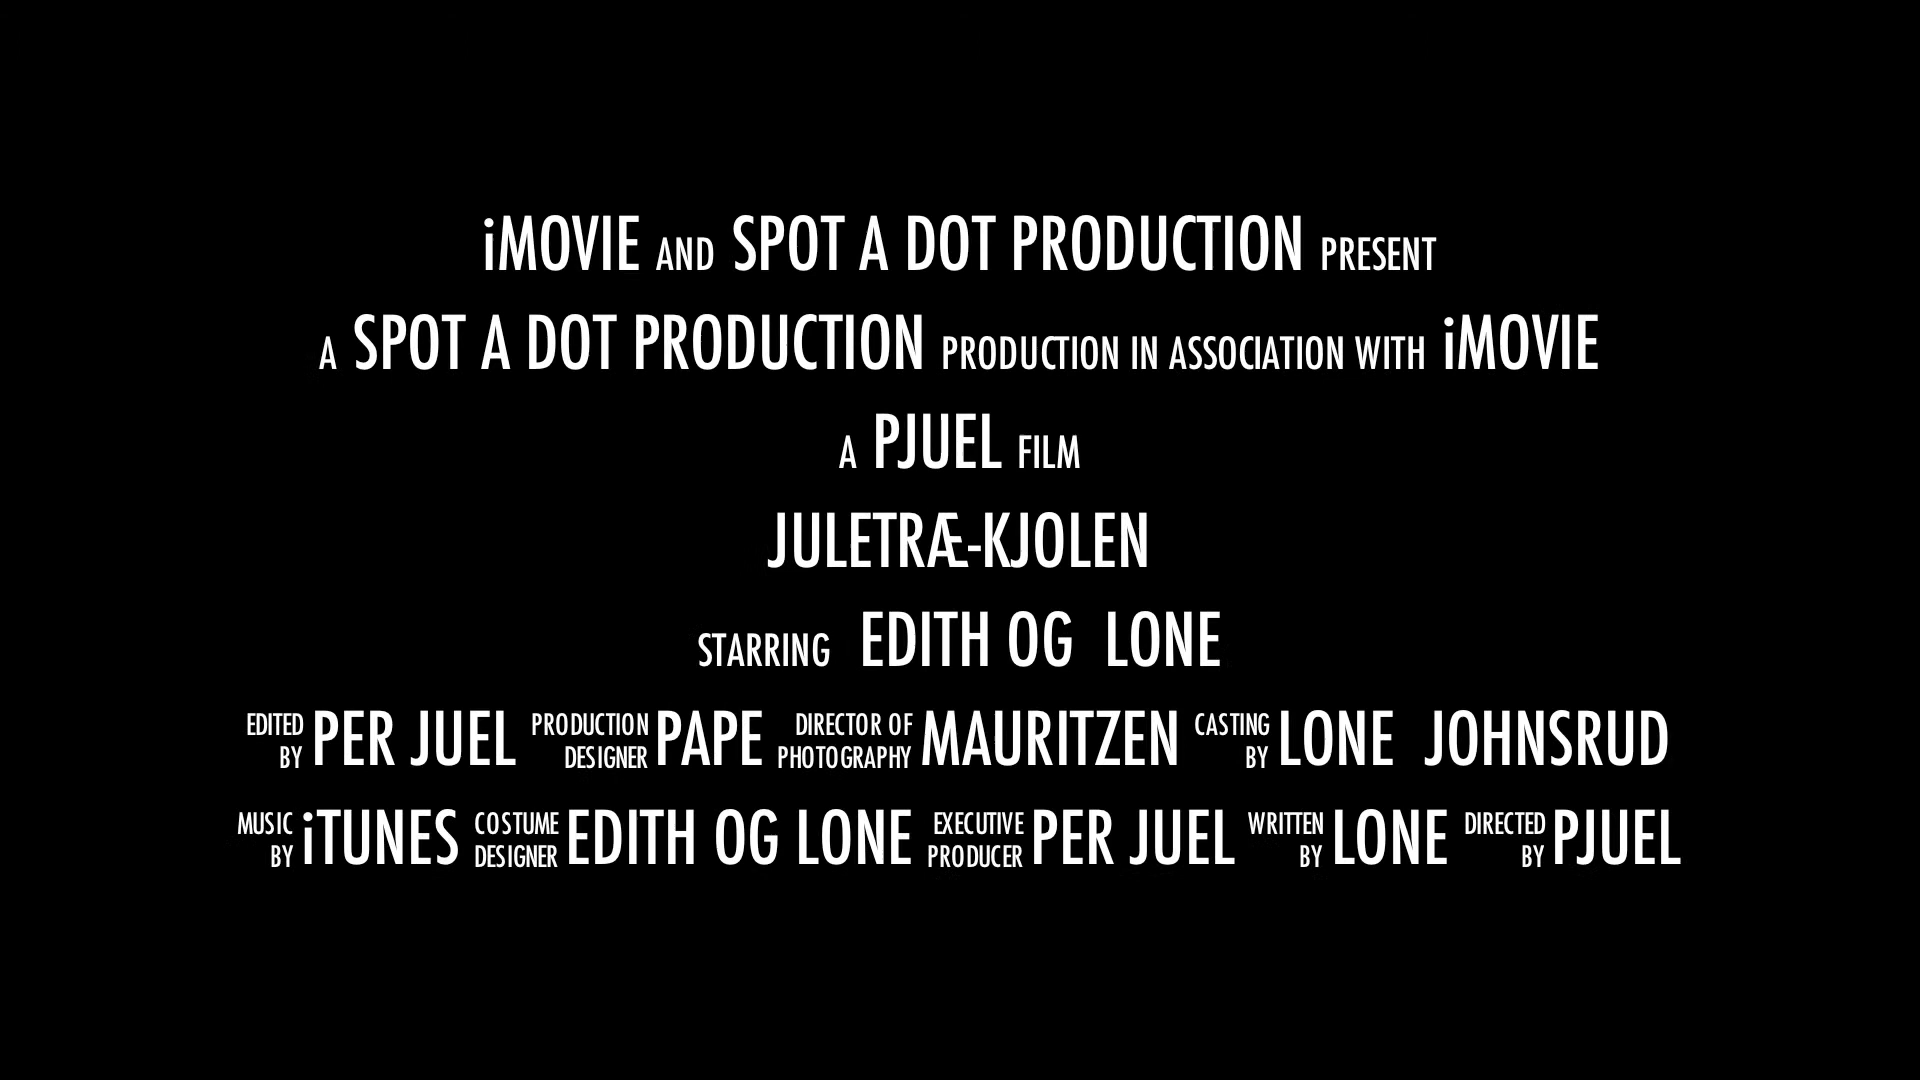 iMOVIE AND SPOT A DOT PRODUCTION PRESENT
A SPOT A DOT PRODUCTION PRODUCTION IN ASSOCIATION WITH iMOVIE
A PJUEL FILM
JULETRÆ-KJOLEN
STARRING EDITH OG LONE
EDITED BY PER JUEL PRODUCTION DESIGNER PAPE DIRECTOR OF PHOTOGRAPHY MAURITZEN CASTING BY LONE JOHNSRUD
MUSIC BY iTUNES COSTUME DESIGNER EDITH OG LONE EXECUTIVE PRODUCER PER JUEL WRITTEN BY LONE DIRECTED BY PJUEL